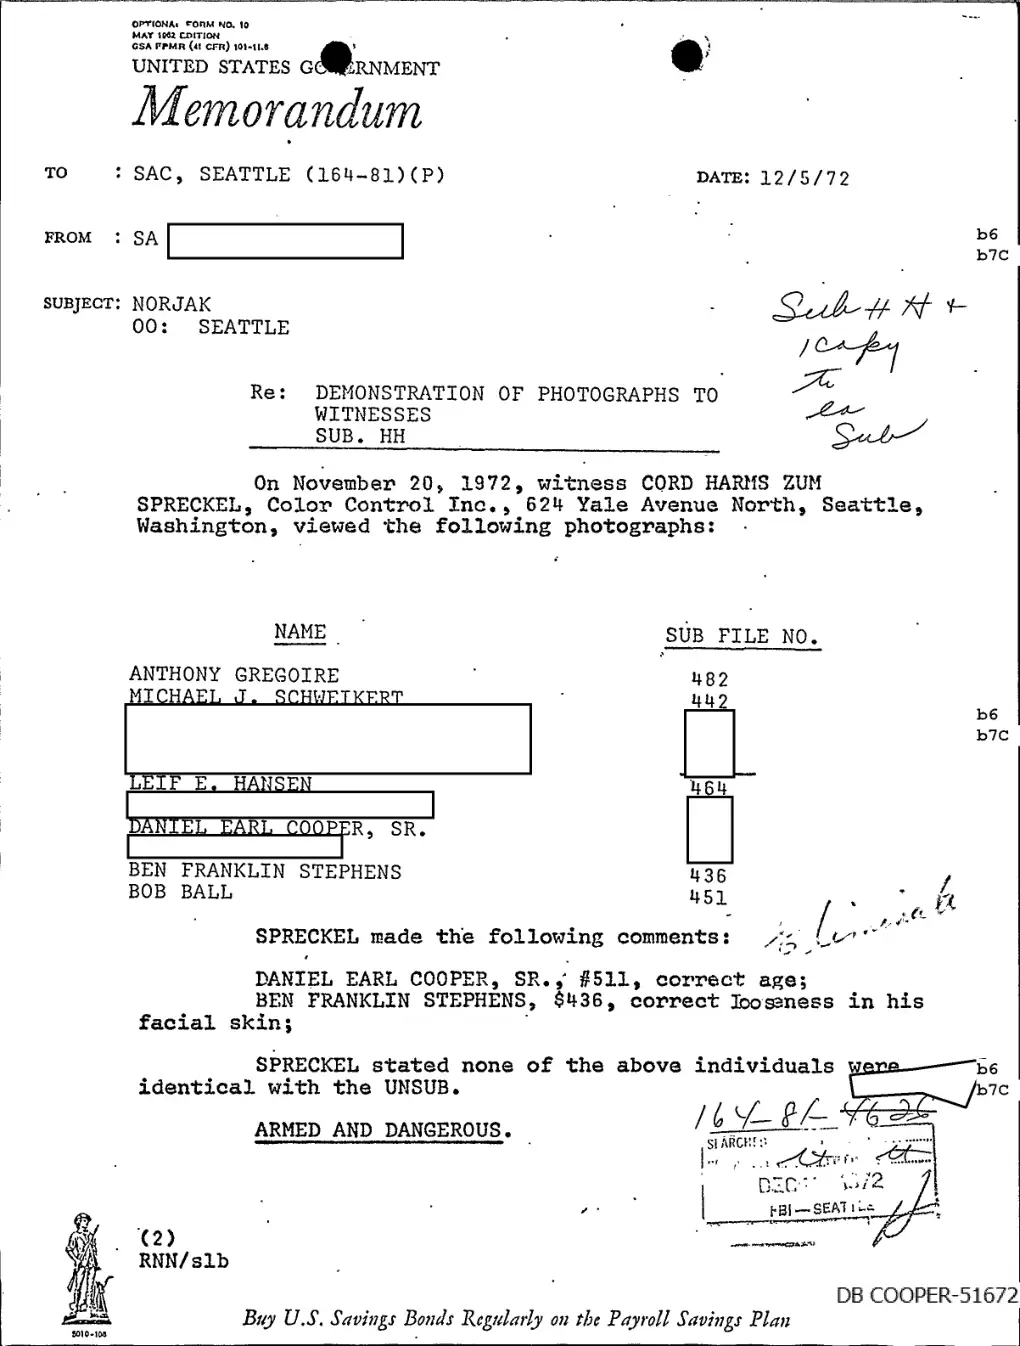 OPTIONAL FORM NO. 10
MAY 1962 EDITION
GSA FPMR (41 CFR) 101-11.6
UNITED STATES GOVERNMENT
Memorandum
TO : SAC, SEATTLE (164-81)(P) DATE: 12/5/72
FROM : SA
b6
b7C
SUBJECT: NORJAK
OO: SEATTLE
Sub HH +
1 copy
to
ea
Sub
Re: DEMONSTRATION OF PHOTOGRAPHS TO
WITNESSES
SUB. HH
On November 20, 1972, witness CORD HARMS ZUM
SPRECKEL, Color Control Inc., 624 Yale Avenue North, Seattle,
Washington, viewed the following photographs:
NAME SUB FILE NO.
ANTHONY GREGOIRE 482
MICHAEL J. SCHWEIKERT 442
b6
b7C
LEIF E. HANSEN 464
DANIEL EARL COOPER, SR.
BEN FRANKLIN STEPHENS 436
BOB BALL 451
SPRECKEL made the following comments:
DANIEL EARL COOPER, SR., #511, correct age;
BEN FRANKLIN STEPHENS, $436, correct looseness in his
facial skin;
SPRECKEL stated none of the above individuals were
identical with the UNSUB.
b6
b7C
ARMED AND DANGEROUS.
164-81-4626
SEARCHED
DEC 1972
FBI—SEATTLE
(2)
RNN/slb
DB COOPER-51672
Buy U.S. Savings Bonds Regularly on the Payroll Savings Plan
5010-108